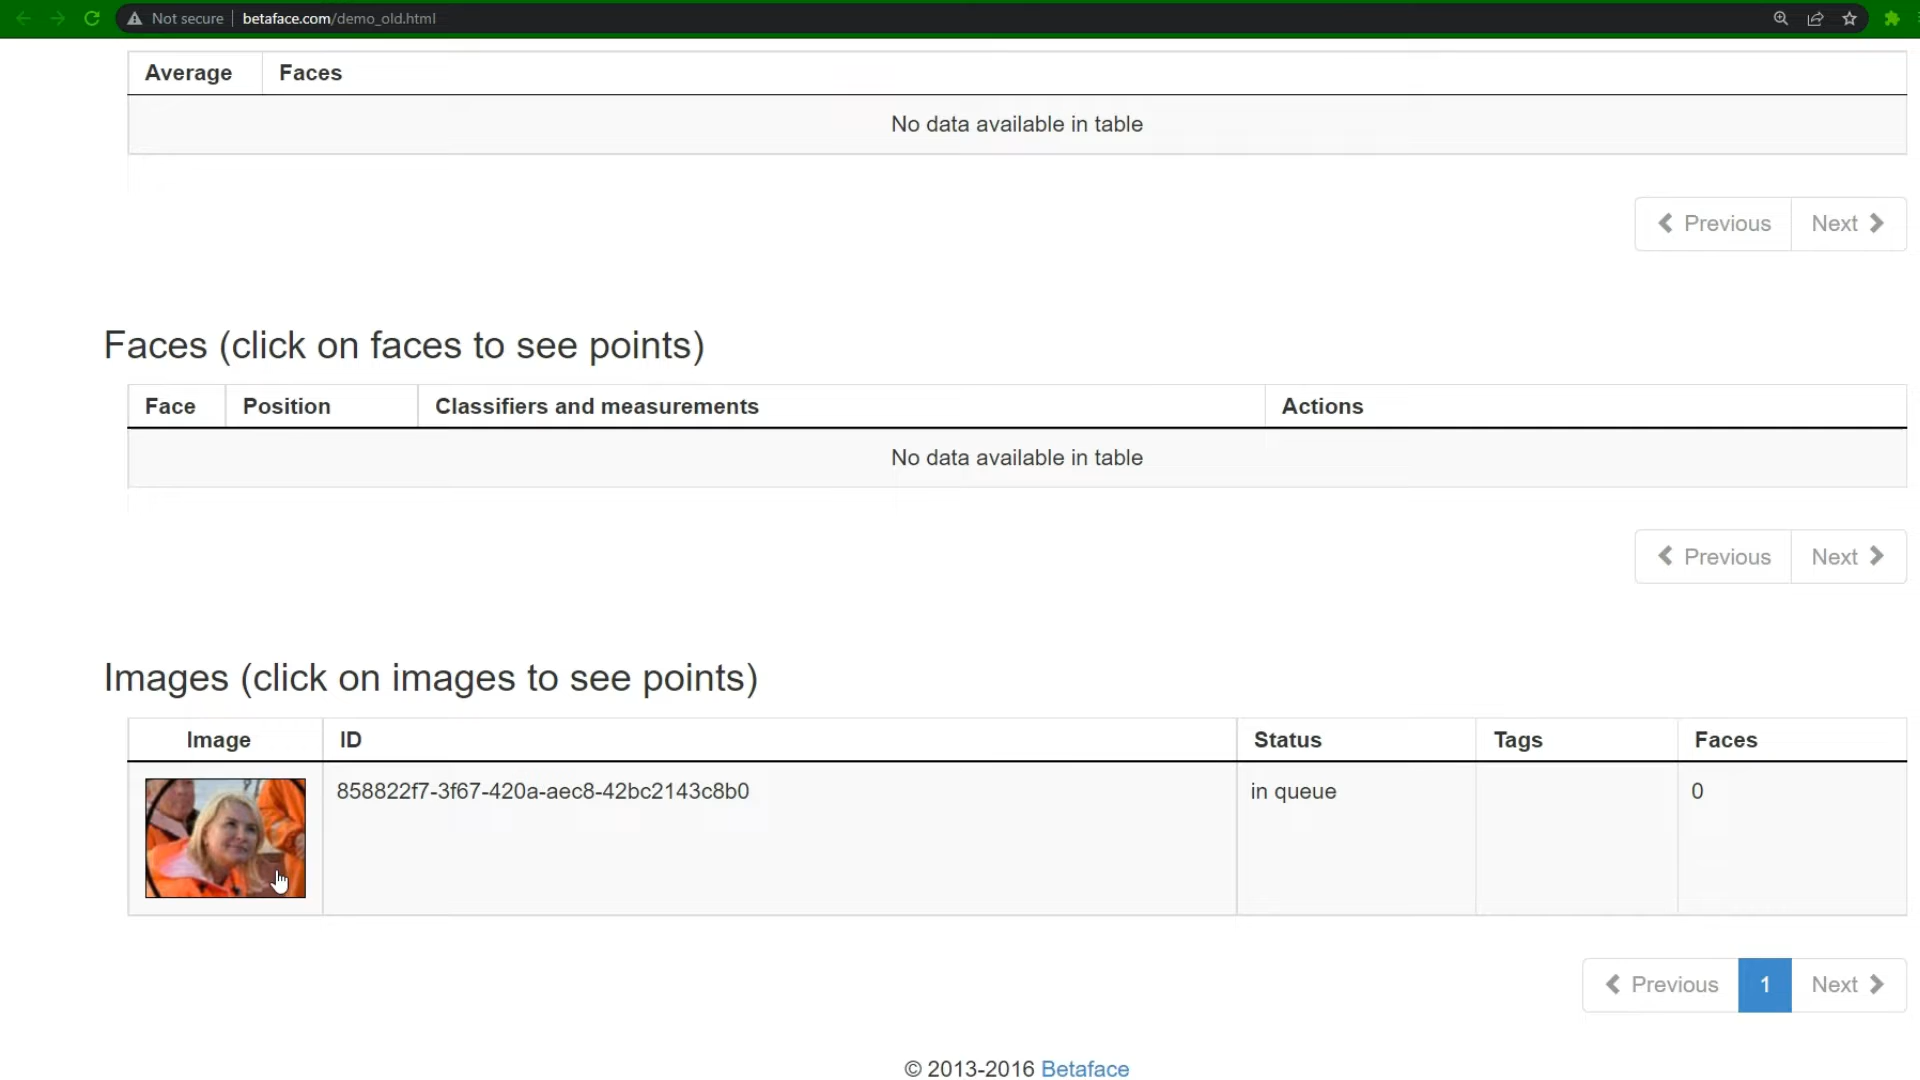 Not secure betaface.com/demo_old.html
Average Faces
No data available in table
Previous Next
Faces (click on faces to see points)
Face Position Classifiers and measurements Actions
No data available in table
Previous Next
Images (click on images to see points)
Image ID Status Tags Faces
858822f7-3f67-420a-aec8-42bc2143c8b0 in queue 0
Previous 1 Next
© 2013-2016 Betaface